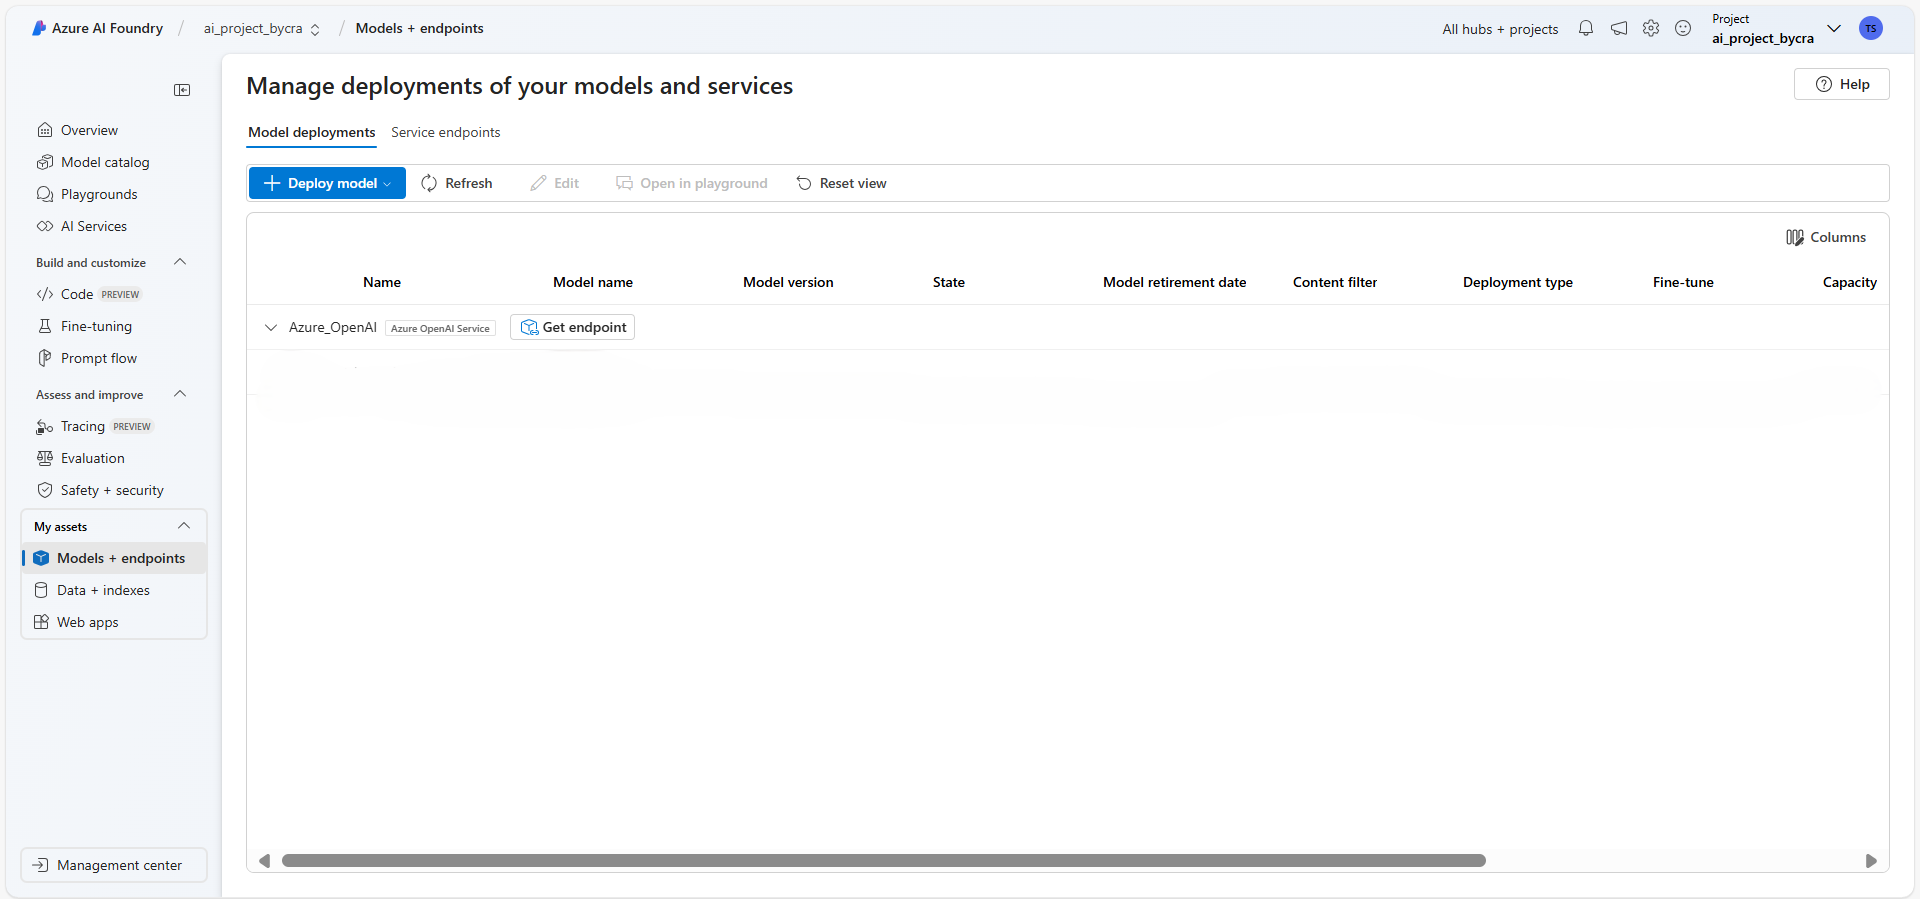 Azure AI Foundry / ai_project_bycra / Models + endpoints
All hubs + projects
Project
ai_project_bycra
TS
Overview
Model catalog
Playgrounds
AI Services
Build and customize
Code PREVIEW
Fine-tuning
Prompt flow
Assess and improve
Tracing PREVIEW
Evaluation
Safety + security
My assets
Models + endpoints
Data + indexes
Web apps
Management center
Manage deployments of your models and services
Help
Model deployments Service endpoints
Deploy model Refresh Edit Open in playground Reset view
Columns
Name Model name Model version State Model retirement date Content filter Deployment type Fine-tune Capacity
Azure_OpenAI Azure OpenAI Service Get endpoint